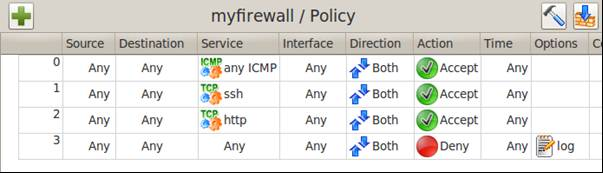 myfirewall / Policy
Source Destination Service Interface Direction Action Time Options Co
0 Any Any ICMP any ICMP Any Both Accept Any
1 Any Any TCP ssh Any Both Accept Any
2 Any Any TCP http Any Both Accept Any
3 Any Any Any Any Both Deny Any log